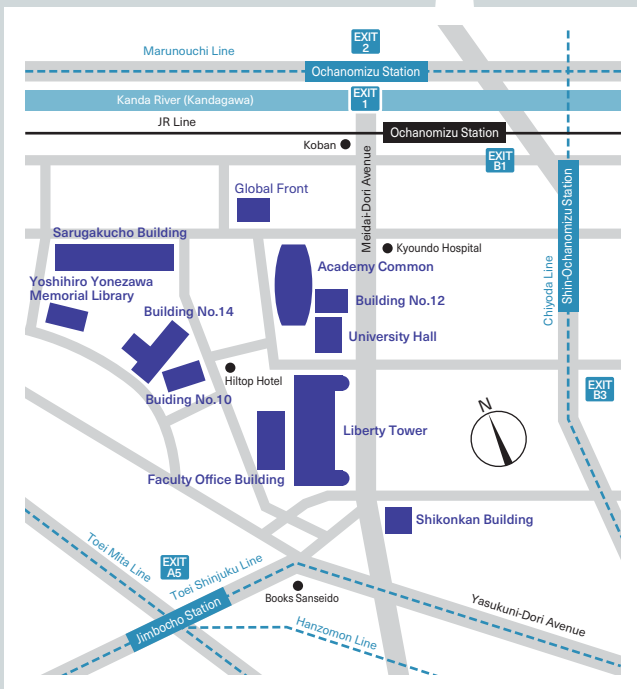 EXIT
2
Marunouchi Line
Ochanomizu Station
Kanda River (Kandagawa)
EXIT
1
JR Line
Ochanomizu Station
Koban
EXIT
B1
Meidai-Dori Avenue
Shin-Ochanomizu Station
Chiyoda Line
Global Front
Sarugakucho Building
Kyoundo Hospital
Academy Common
Yoshihiro Yonezawa
Memorial Library
Building No.12
Building No.14
University Hall
Hiltop Hotel
EXIT
B3
Buiding No.10
N
Liberty Tower
Faculty Office Building
Shikonkan Building
Toei Mita Line
EXIT
A5
Toei Shinjuku Line
Books Sanseido
Yasukuni-Dori Avenue
Jimbocho Station
Hanzomon Line